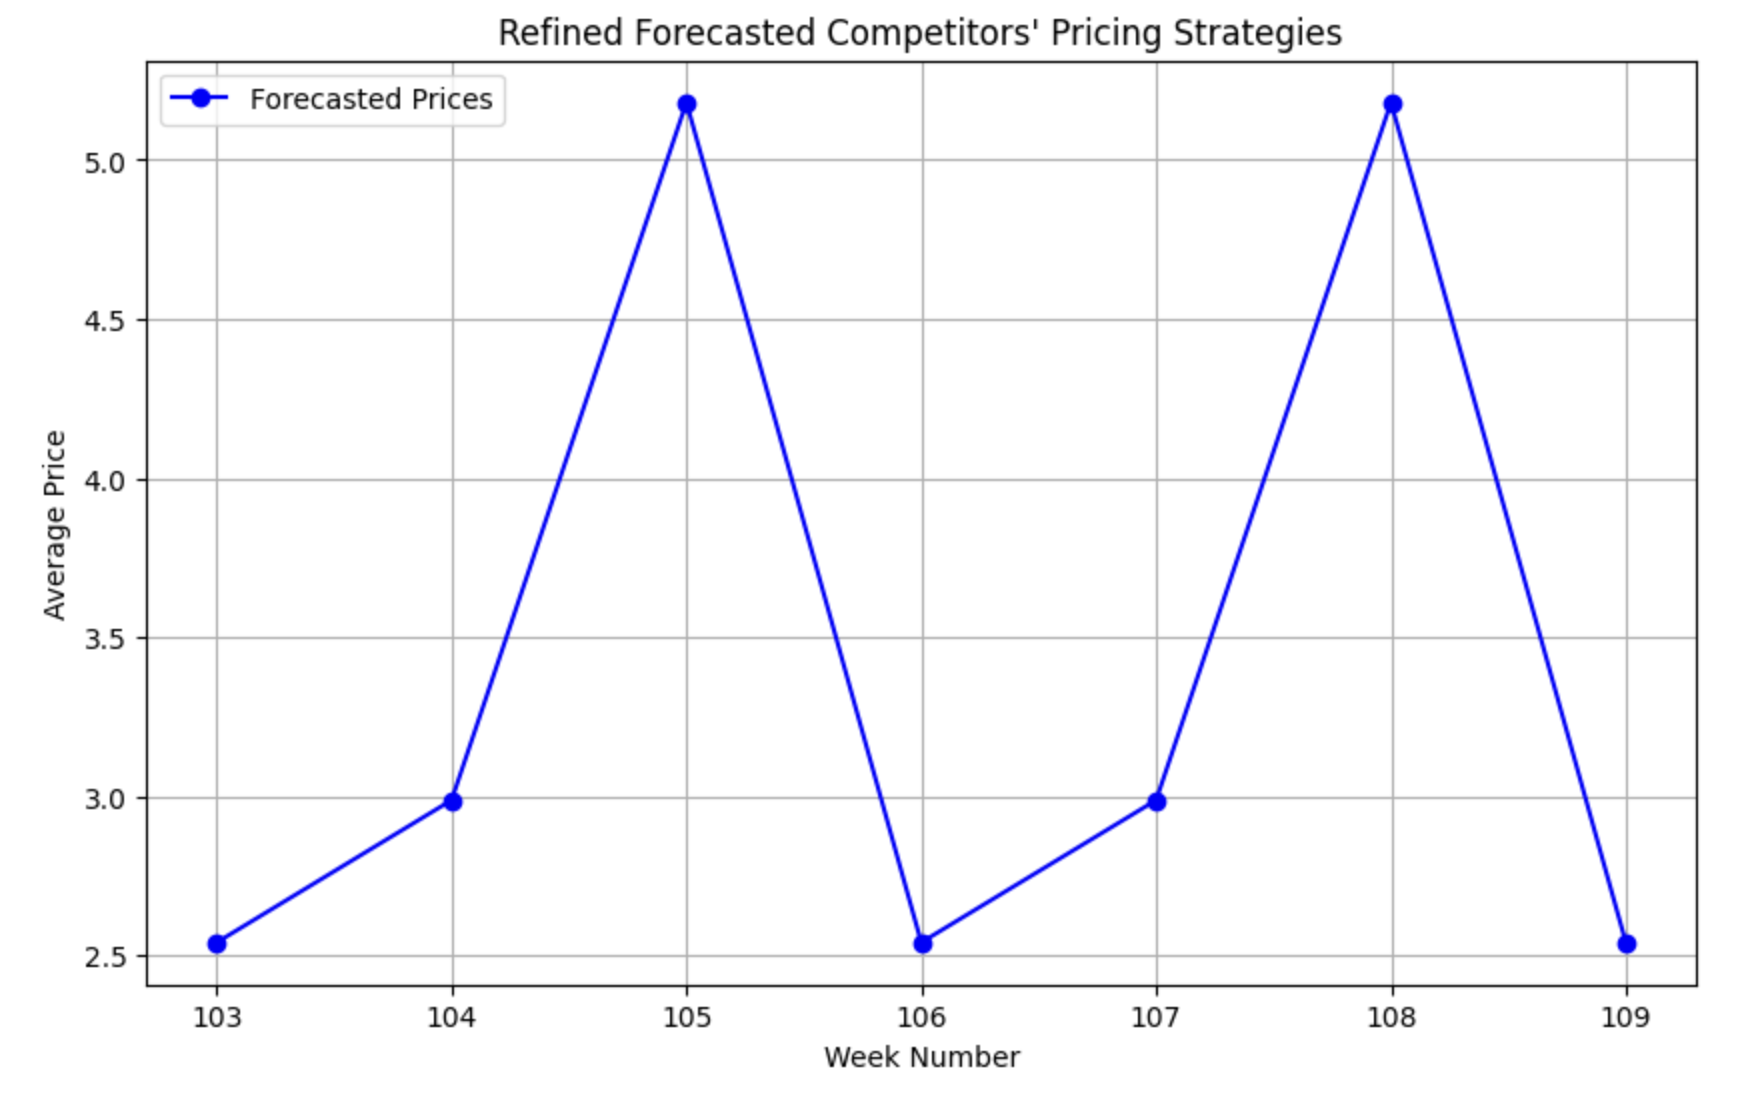 Refined Forecasted Competitors' Pricing Strategies
Forecasted Prices
5.0
4.5
4.0
3.5
3.0
2.5
Average Price
103 104 105 106 107 108 109
Week Number